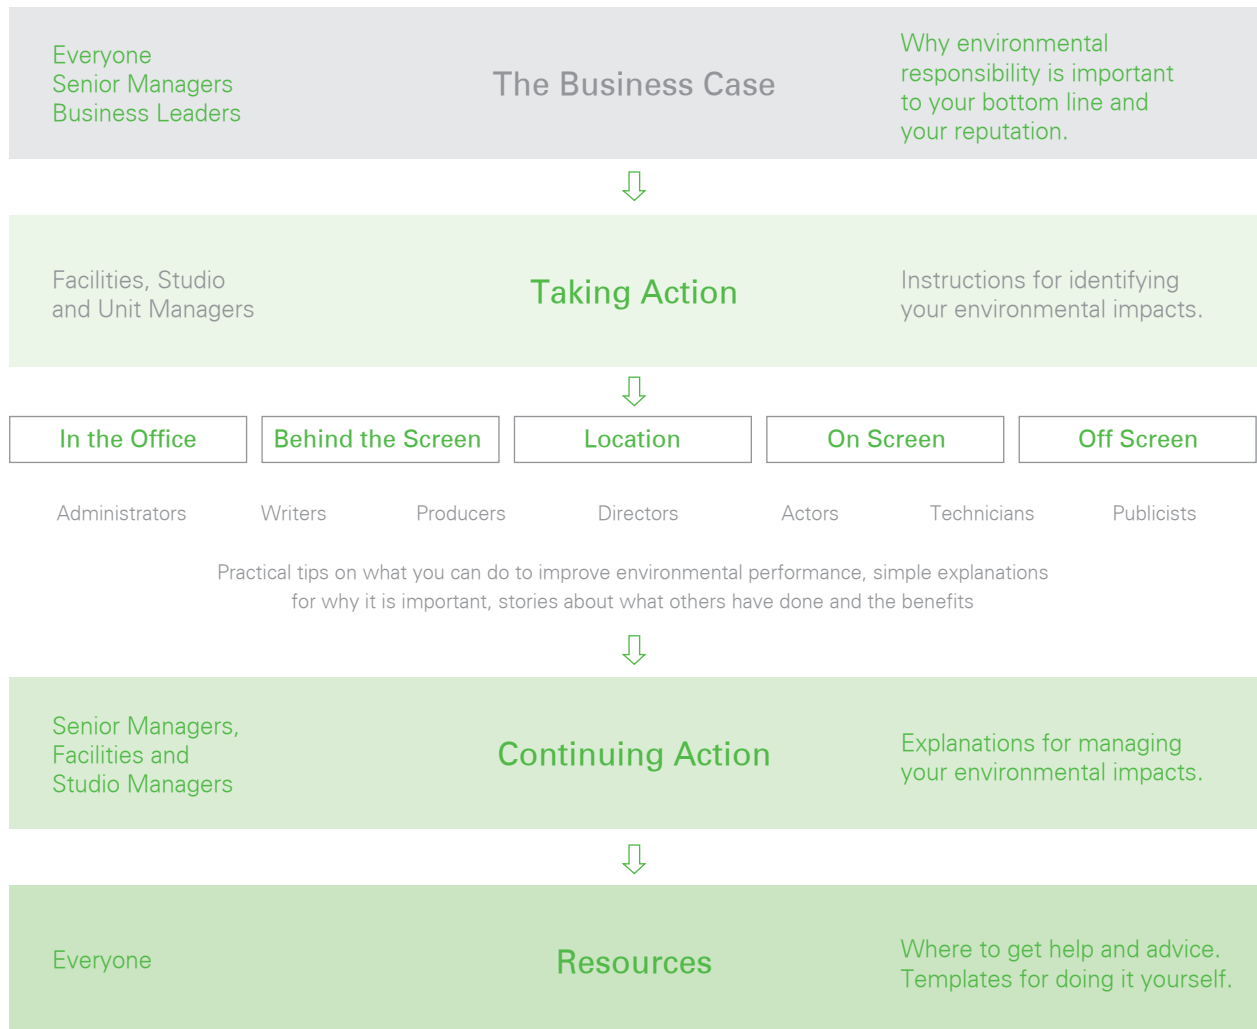 Everyone
Senior Managers
Business Leaders
The Business Case
Why environmental
responsibility is important
to your bottom line and
your reputation.
Facilities, Studio
and Unit Managers
Taking Action
Instructions for identifying
your environmental impacts.
In the Office
Behind the Screen
Location
On Screen
Off Screen
Administrators
Writers
Producers
Directors
Actors
Technicians
Publicists
Practical tips on what you can do to improve environmental performance, simple explanations
for why it is important, stories about what others have done and the benefits
Senior Managers,
Facilities and
Studio Managers
Continuing Action
Explanations for managing
your environmental impacts.
Everyone
Resources
Where to get help and advice.
Templates for doing it yourself.